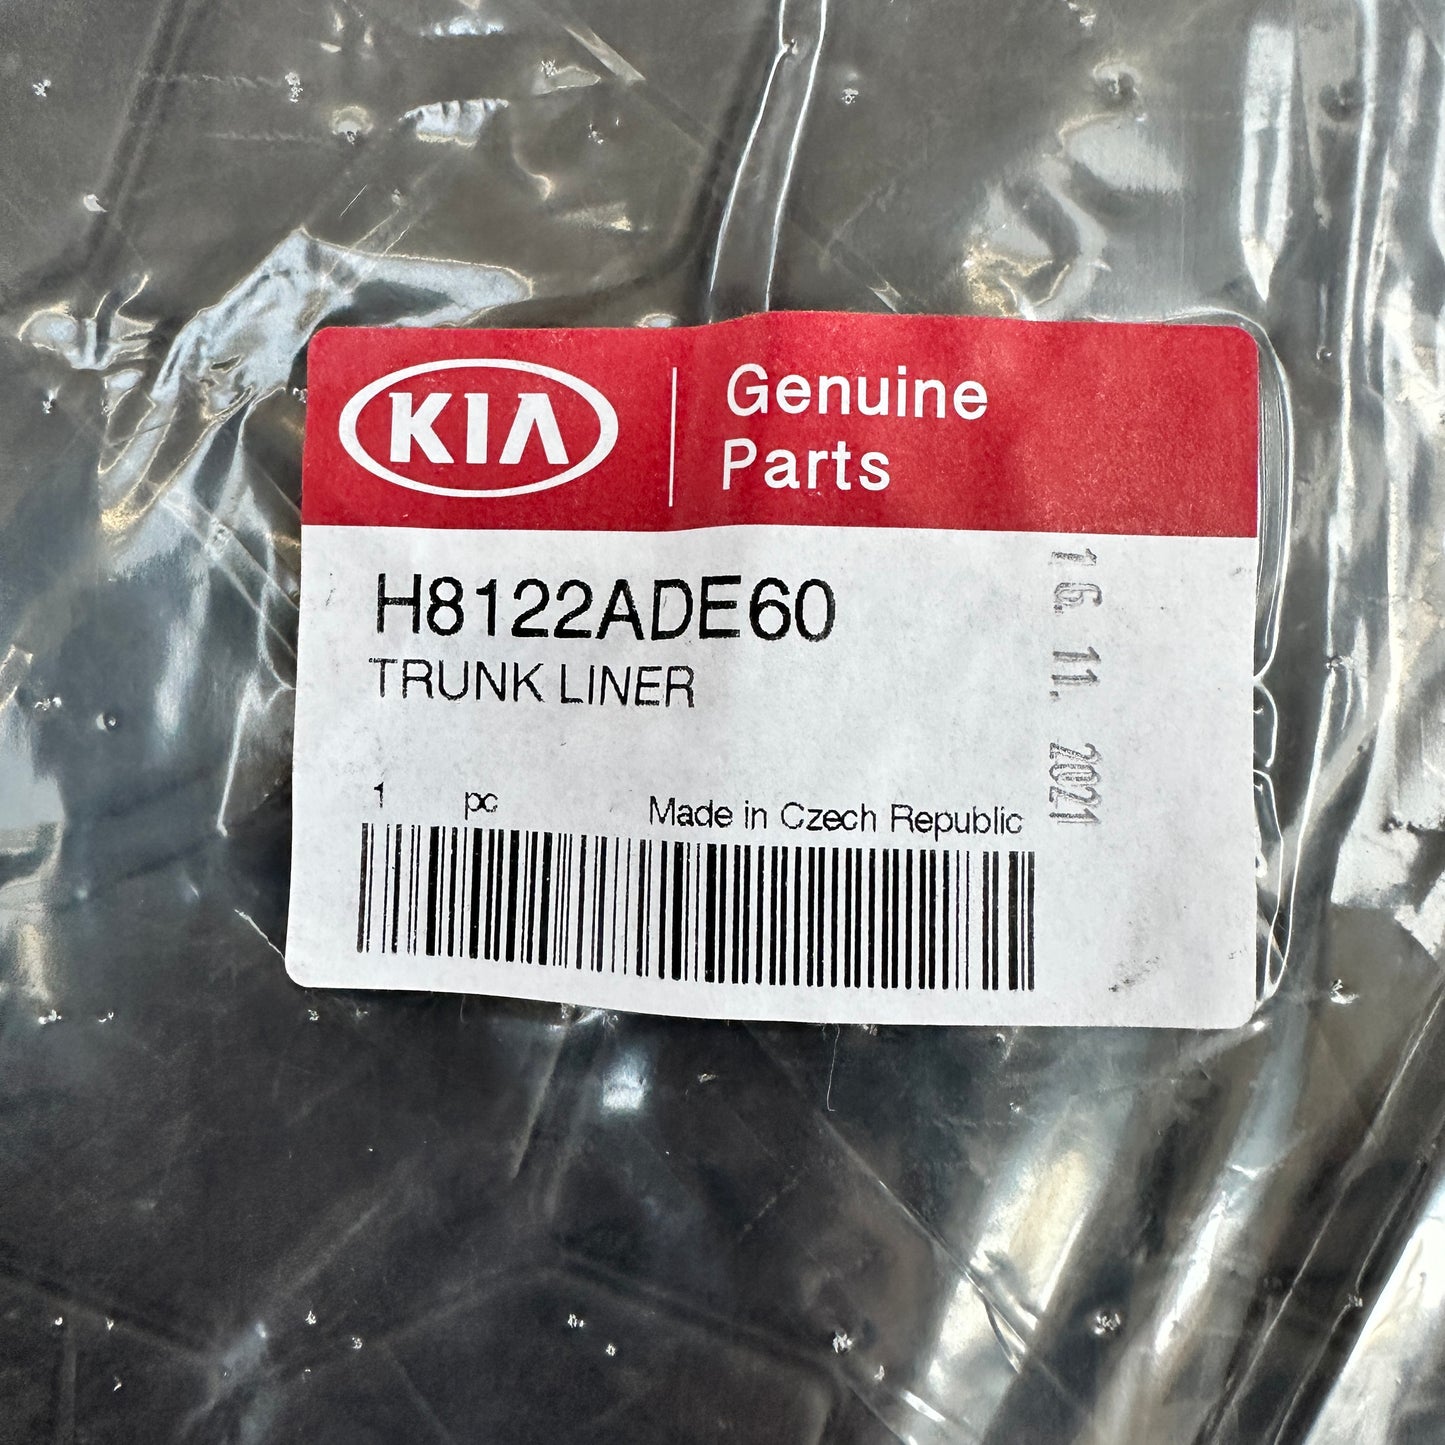 KIA
Genuine
Parts
H8122ADE60
TRUNK LINER
1 pc Made in Czech Republic
16. 11. 2021